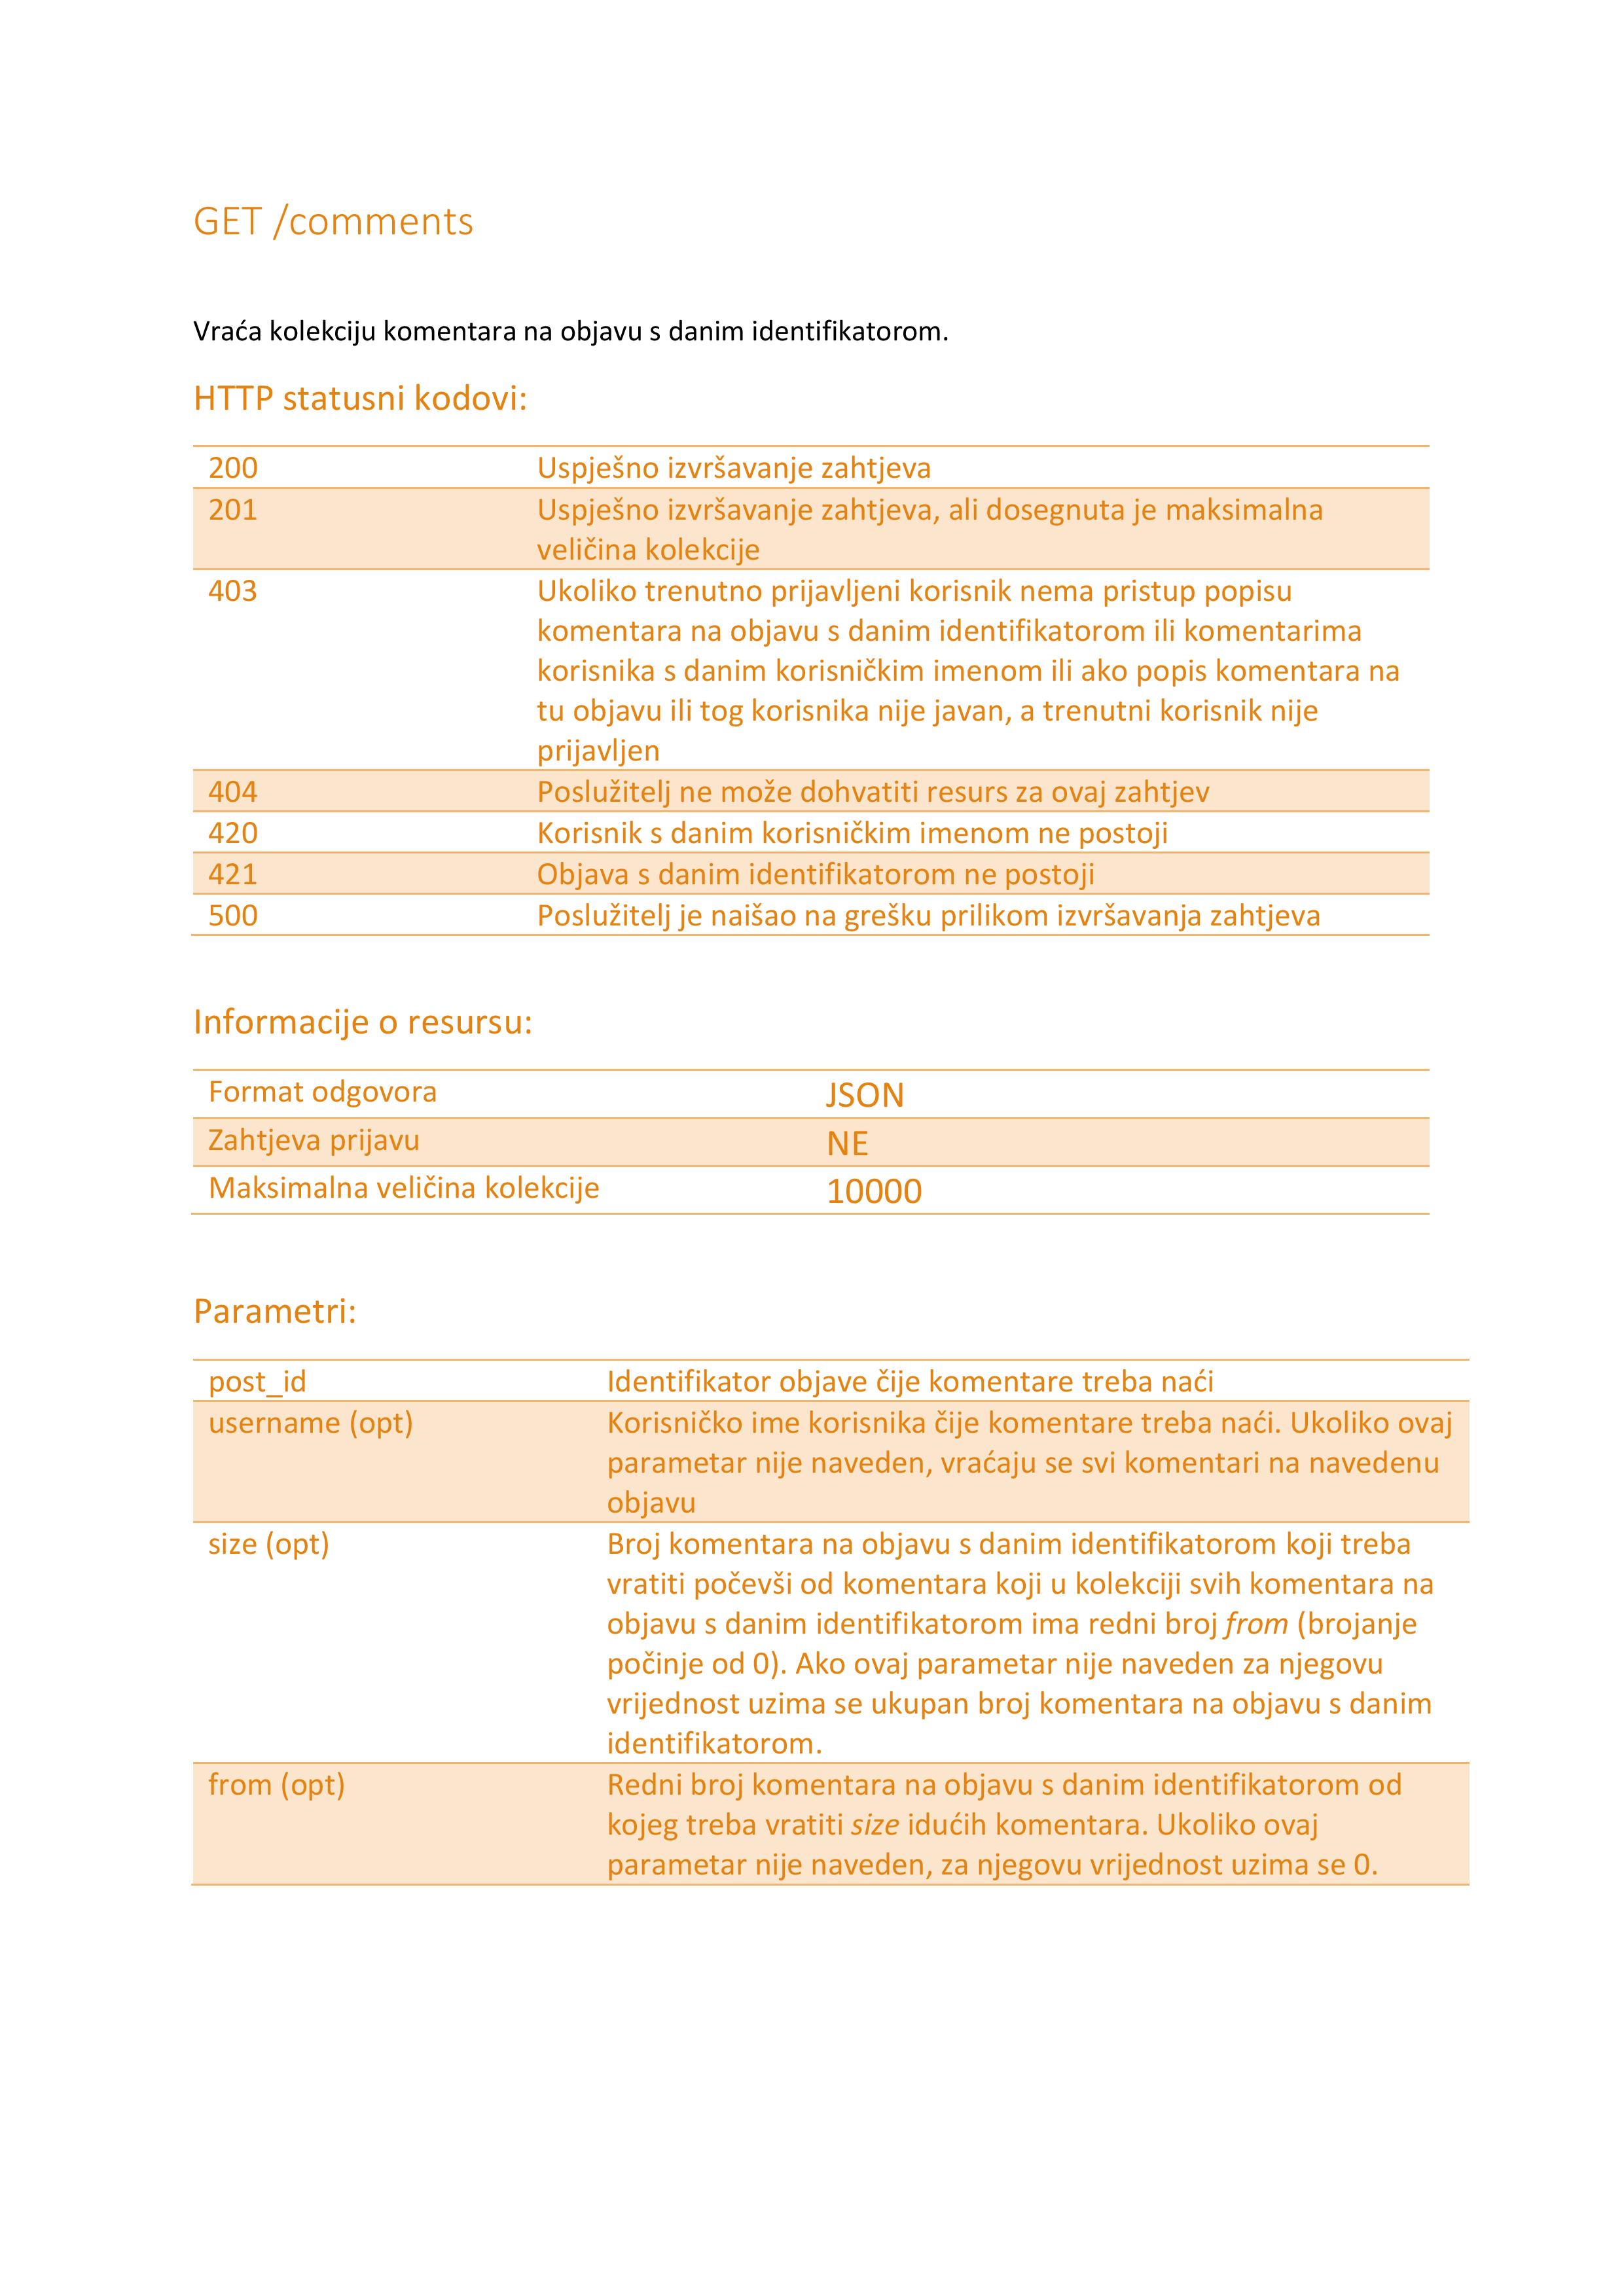 GET /comments
Vraća kolekciju komentara na objavu s danim identifikatorom.
HTTP statusni kodovi:
200 Uspješno izvršavanje zahtjeva
201 Uspješno izvršavanje zahtjeva, ali dosegnuta je maksimalna
veličina kolekcije
403 Ukoliko trenutno prijavljeni korisnik nema pristup popisu
komentara na objavu s danim identifikatorom ili komentarima
korisnika s danim korisničkim imenom ili ako popis komentara na
tu objavu ili tog korisnika nije javan, a trenutni korisnik nije
prijavljen
404 Poslužitelj ne može dohvatiti resurs za ovaj zahtjev
420 Korisnik s danim korisničkim imenom ne postoji
421 Objava s danim identifikatorom ne postoji
500 Poslužitelj je naišao na grešku prilikom izvršavanja zahtjeva
Informacije o resursu:
Format odgovora JSON
Zahtjeva prijavu NE
Maksimalna veličina kolekcije 10000
Parametri:
post_id Identifikator objave čije komentare treba naći
username (opt) Korisničko ime korisnika čije komentare treba naći. Ukoliko ovaj
parametar nije naveden, vraćaju se svi komentari na navedenu
objavu
size (opt) Broj komentara na objavu s danim identifikatorom koji treba
vratiti počevši od komentara koji u kolekciji svih komentara na
objavu s danim identifikatorom ima redni broj from (brojanje
počinje od 0). Ako ovaj parametar nije naveden za njegovu
vrijednost uzima se ukupan broj komentara na objavu s danim
identifikatorom.
from (opt) Redni broj komentara na objavu s danim identifikatorom od
kojeg treba vratiti size idućih komentara. Ukoliko ovaj
parametar nije naveden, za njegovu vrijednost uzima se 0.